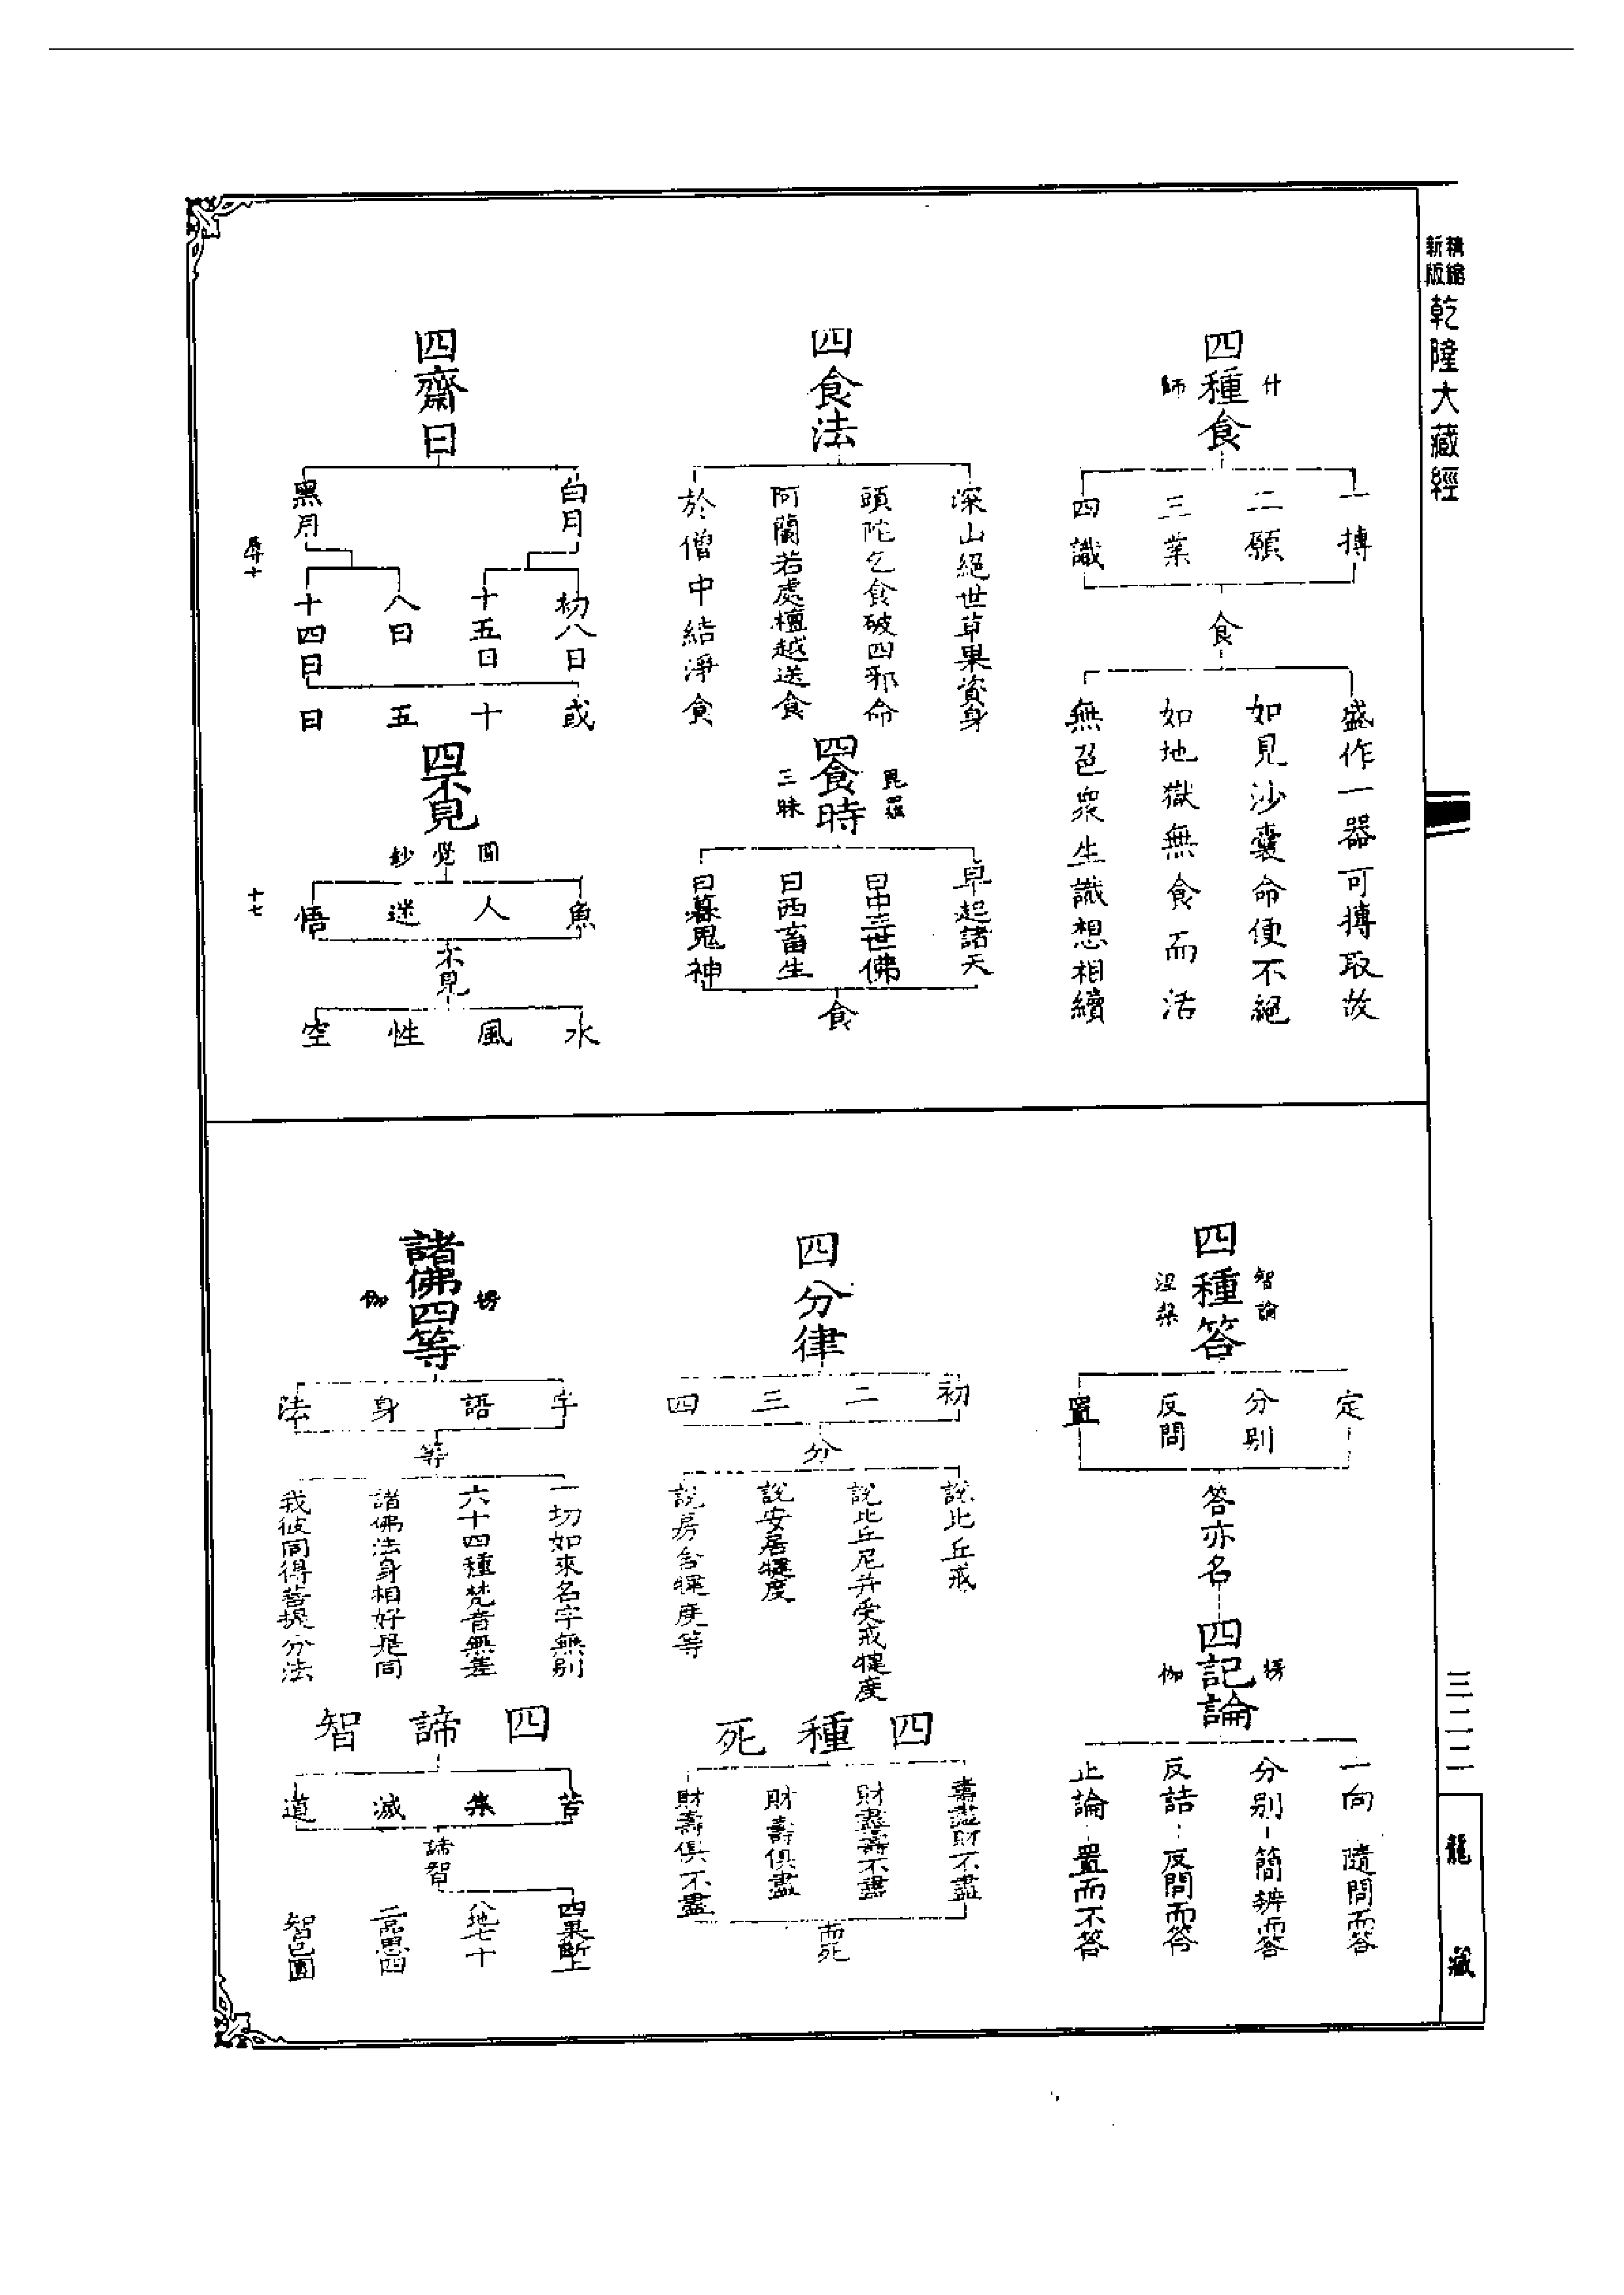 精縮
新版
乾隆大藏經
四種食
什
師
一摶
二願
三業
四識
食
盛作一器可摶取故
如見沙囊命便不絕
如地獄無食而活
無色衆生識想相續
四食法
深山絕世草果資身
頭陀乞食破四邪命
阿蘭若處檀越送食
於僧中結淨食
四食時
毘羅
三昧
早起諸天
日中三世佛
日西畜生
日暮鬼神
食
四齋日
白月
黑月
初八日
十五日
八日
十四日
或
十
五
日
四不見
圓
覺
鈔
魚
人
迷
悟
不見
水
風
性
空
十七
四種答
智論
涅槃
定
分別
反問
置
答亦名
四記論
楞
伽
一向 隨問而答
分別 簡辨而答
反詰 反問而答
止論 置而不答
四分律
初
二
三
四
分
說比丘戒
說比丘尼并受戒犍度
說安居犍度
說房舍犍度等
四種死
壽盡財不盡
財盡壽不盡
財壽俱盡
財壽俱不盡
而死
諸佛四等
楞
伽
字
語
身
法
等
一切如來名字無別
六十四種梵音無差
諸佛法身相好是同
我彼同得菩提分法
四諦智
苦
集
滅
道
諦智
四果
八地七十
智已圓
三二二
龍藏